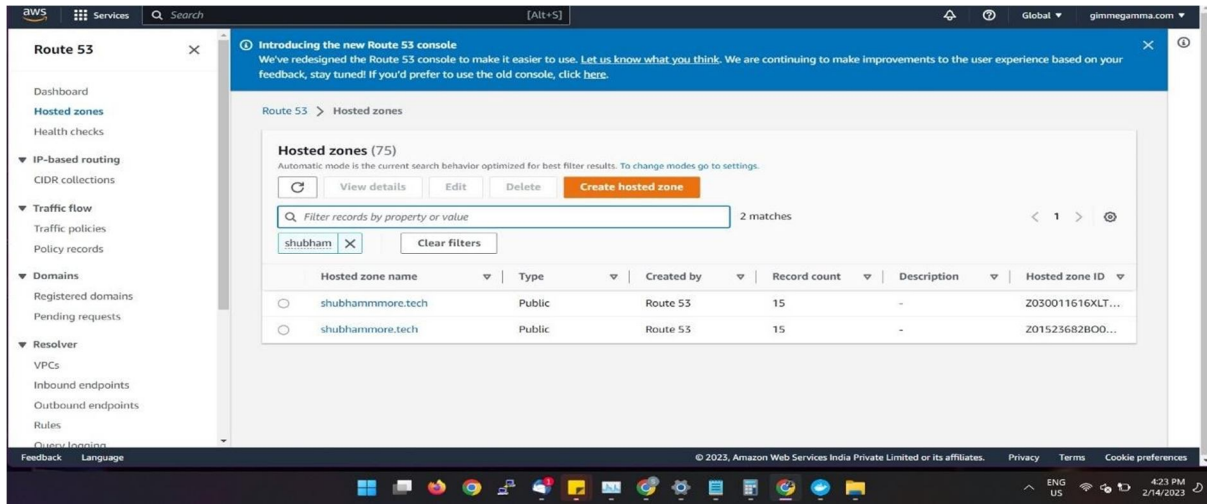 aws Services Search [Alt+S] Global gimmegamma.com
Route 53
Dashboard
Hosted zones
Health checks
IP-based routing
CIDR collections
Traffic flow
Traffic policies
Policy records
Domains
Registered domains
Pending requests
Resolver
VPCs
Inbound endpoints
Outbound endpoints
Rules
Query logging
Introducing the new Route 53 console
We've redesigned the Route 53 console to make it easier to use. Let us know what you think. We are continuing to make improvements to the user experience based on your
feedback, stay tuned! If you'd prefer to use the old console, click here.
Route 53 > Hosted zones
Hosted zones (75)
Automatic mode is the current search behavior optimized for best filter results. To change modes go to settings.
View details Edit Delete Create hosted zone
Filter records by property or value 2 matches < 1 >
shubham Clear filters
Hosted zone name Type Created by Record count Description Hosted zone ID
shubhammmore.tech Public Route 53 15 - Z030011616XLT...
shubhammore.tech Public Route 53 15 - Z01523682BO0...
Feedback Language © 2023, Amazon Web Services India Private Limited or its affiliates. Privacy Terms Cookie preferences
ENG
US
4:23 PM
2/14/2023